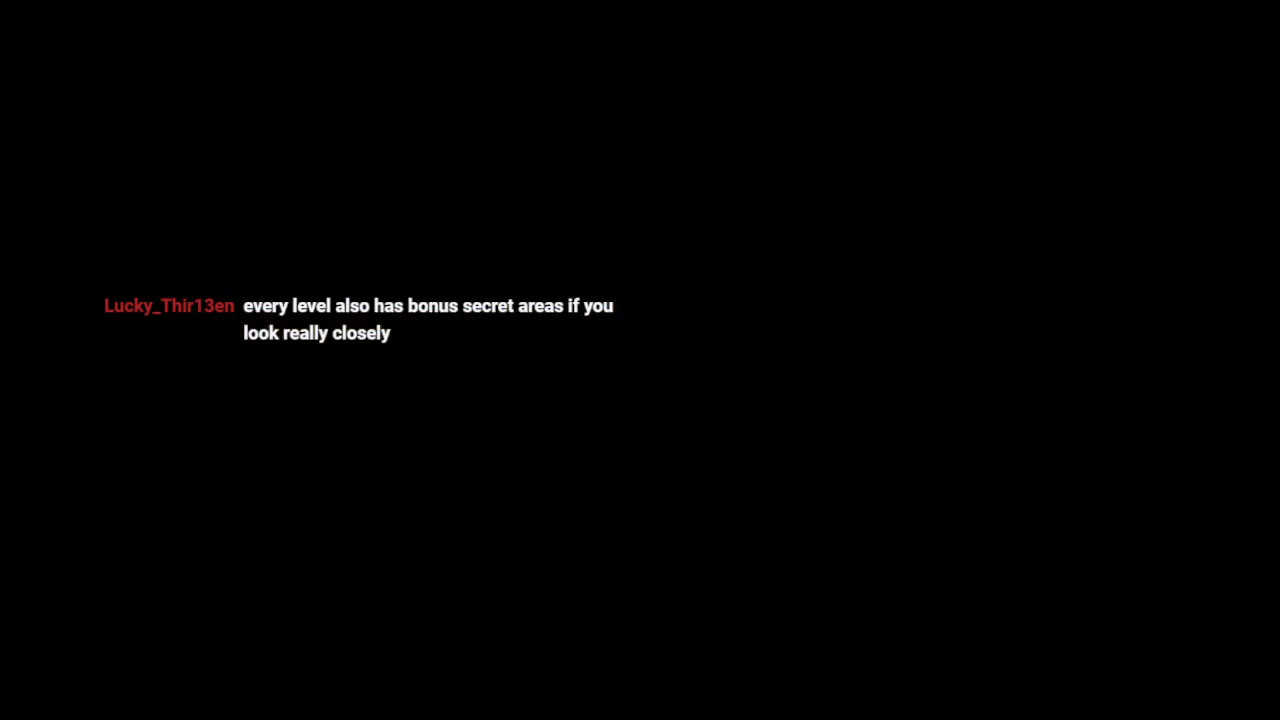 Lucky_Thir13en every level also has bonus secret areas if you
look really closely